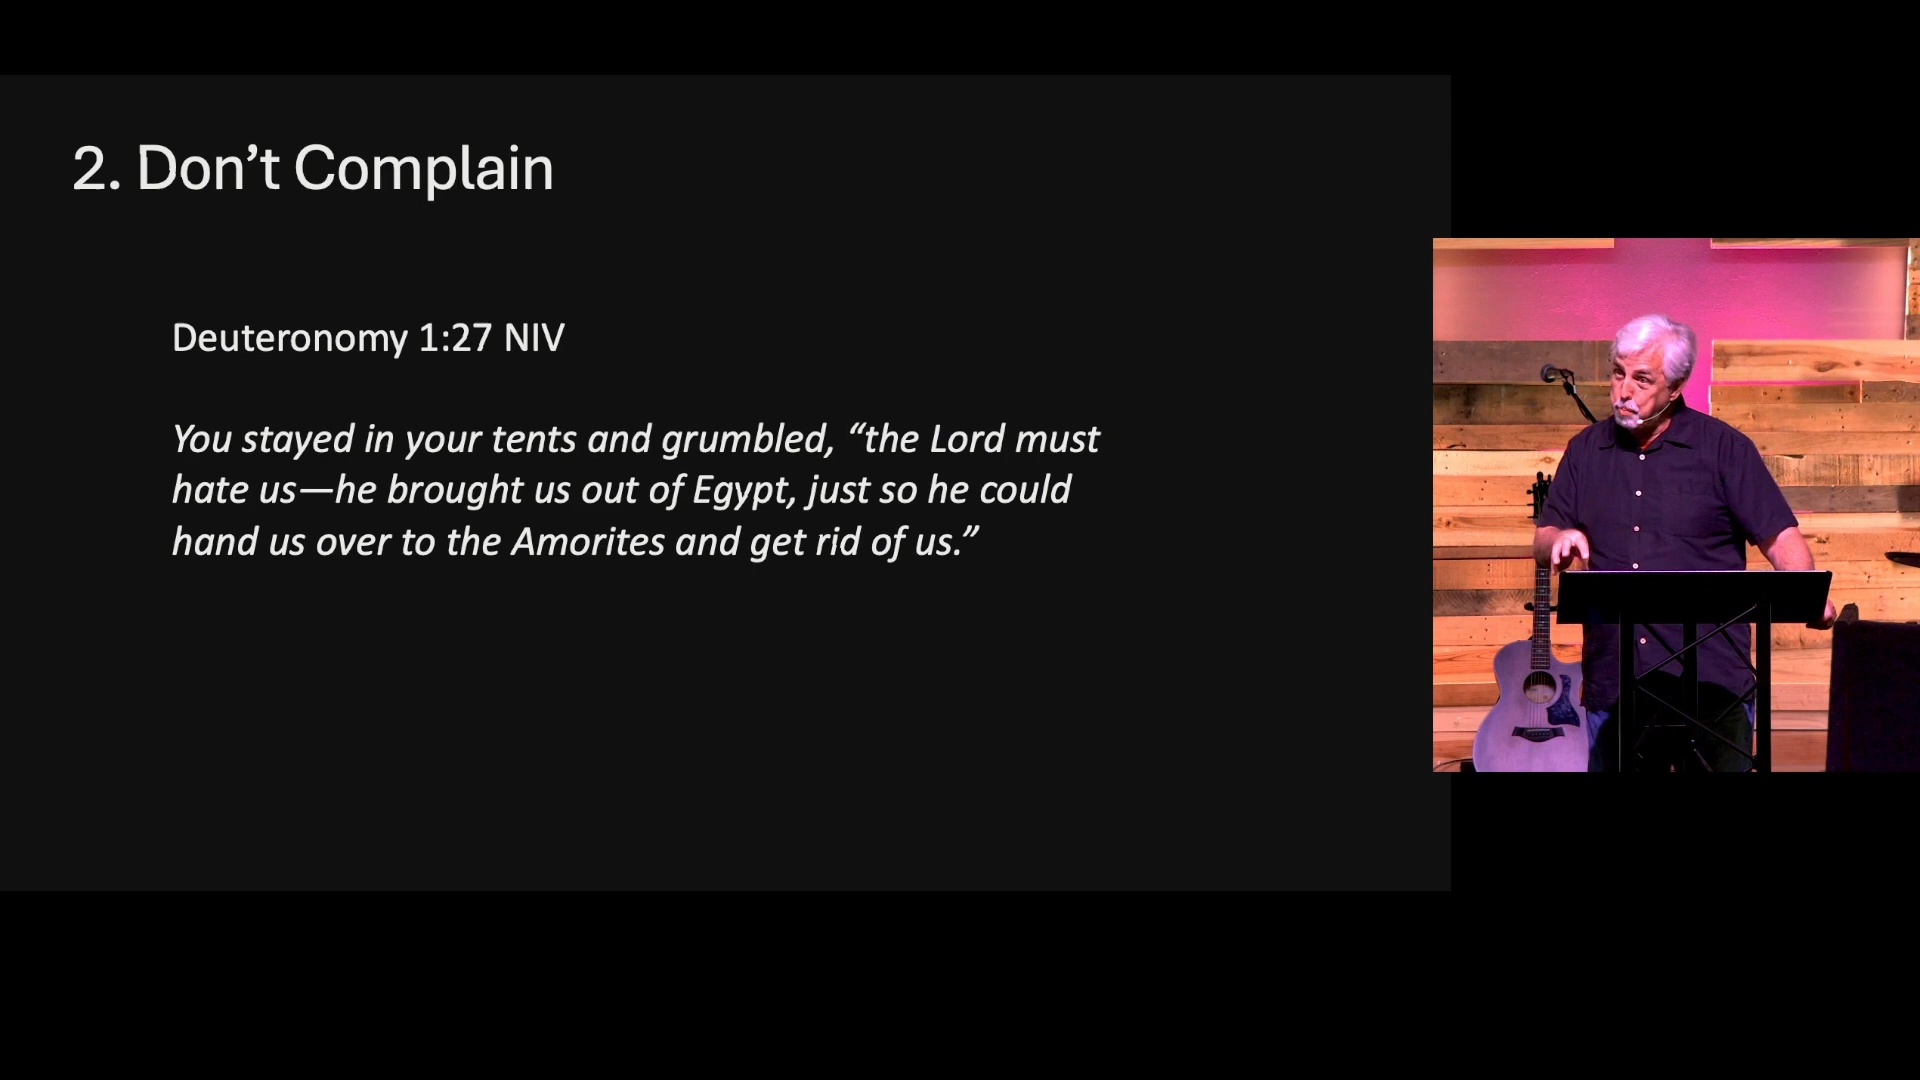 2. Don’t Complain
Deuteronomy 1:27 NIV
You stayed in your tents and grumbled, “the Lord must
hate us—he brought us out of Egypt, just so he could
hand us over to the Amorites and get rid of us.”